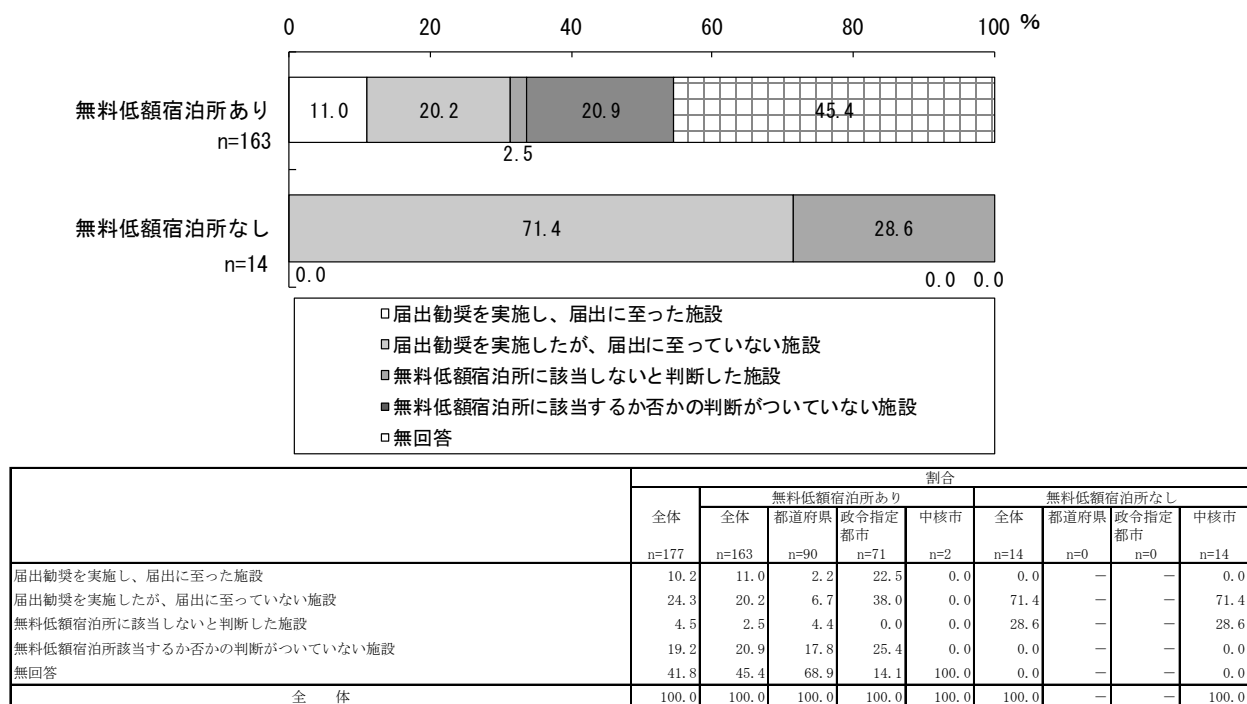 0 20 40 60 80 100 %
無料低額宿泊所あり 11.0 20.2 20.9 45.4
n=163
2.5
無料低額宿泊所なし 71.4 28.6
n=14
0.0 0.0 0.0
届出勧奨を実施し、届出に至った施設
届出勧奨を実施したが、届出に至っていない施設
無料低額宿泊所に該当しないと判断した施設
無料低額宿泊所に該当するか否かの判断がついていない施設
無回答
割合
無料低額宿泊所あり 無料低額宿泊所なし
全体 全体 都道府県 政令指定 中核市 全体 都道府県 政令指定 中核市
都市 都市
n=177 n=163 n=90 n=71 n=2 n=14 n=0 n=0 n=14
届出勧奨を実施し、届出に至った施設 10.2 11.0 2.2 22.5 0.0 0.0 － － 0.0
届出勧奨を実施したが、届出に至っていない施設 24.3 20.2 6.7 38.0 0.0 71.4 － － 71.4
無料低額宿泊所に該当しないと判断した施設 4.5 2.5 4.4 0.0 0.0 28.6 － － 28.6
無料低額宿泊所該当するか否かの判断がついていない施設 19.2 20.9 17.8 25.4 0.0 0.0 － － 0.0
無回答 41.8 45.4 68.9 14.1 100.0 0.0 － － 0.0
全　体 100.0 100.0 100.0 100.0 100.0 100.0 － － 100.0